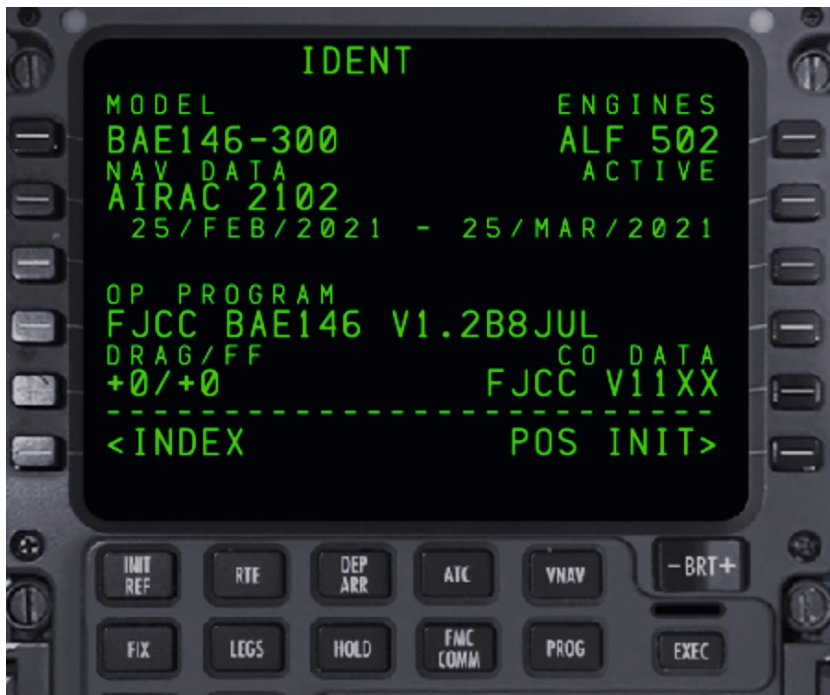 IDENT
MODEL ENGINES
BAE146-300 ALF 502
NAV DATA ACTIVE
AIRAC 2102
25/FEB/2021 - 25/MAR/2021
OP PROGRAM
FJCC BAE146 V1.2B8JUL
DRAG/FF CO DATA
+0/+0 FJCC V11XX
------------------------------
<INDEX POS INIT>
INIT REF
RTE
DEP ARR
ATC
VNAV
-BRT+
FIX
LEGS
HOLD
FMC COMM
PROG
EXEC